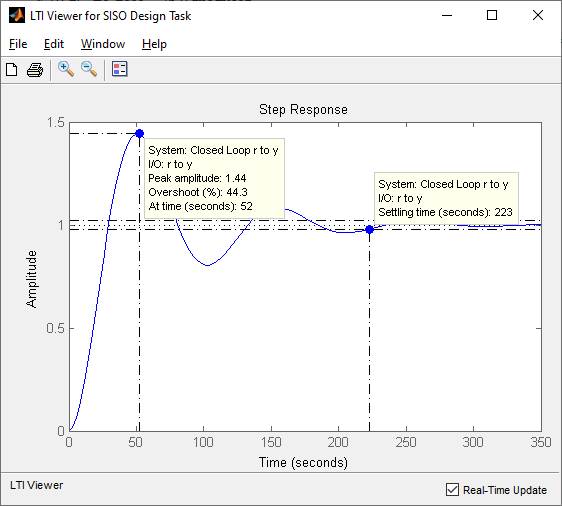 LTI Viewer for SISO Design Task
File Edit Window Help
Step Response
System: Closed Loop r to y
I/O: r to y
Peak amplitude: 1.44
Overshoot (%): 44.3
At time (seconds): 52
System: Closed Loop r to y
I/O: r to y
Settling time (seconds): 223
Amplitude
1.5
1
0.5
0
0 50 100 150 200 250 300 350
Time (seconds)
LTI Viewer
Real-Time Update